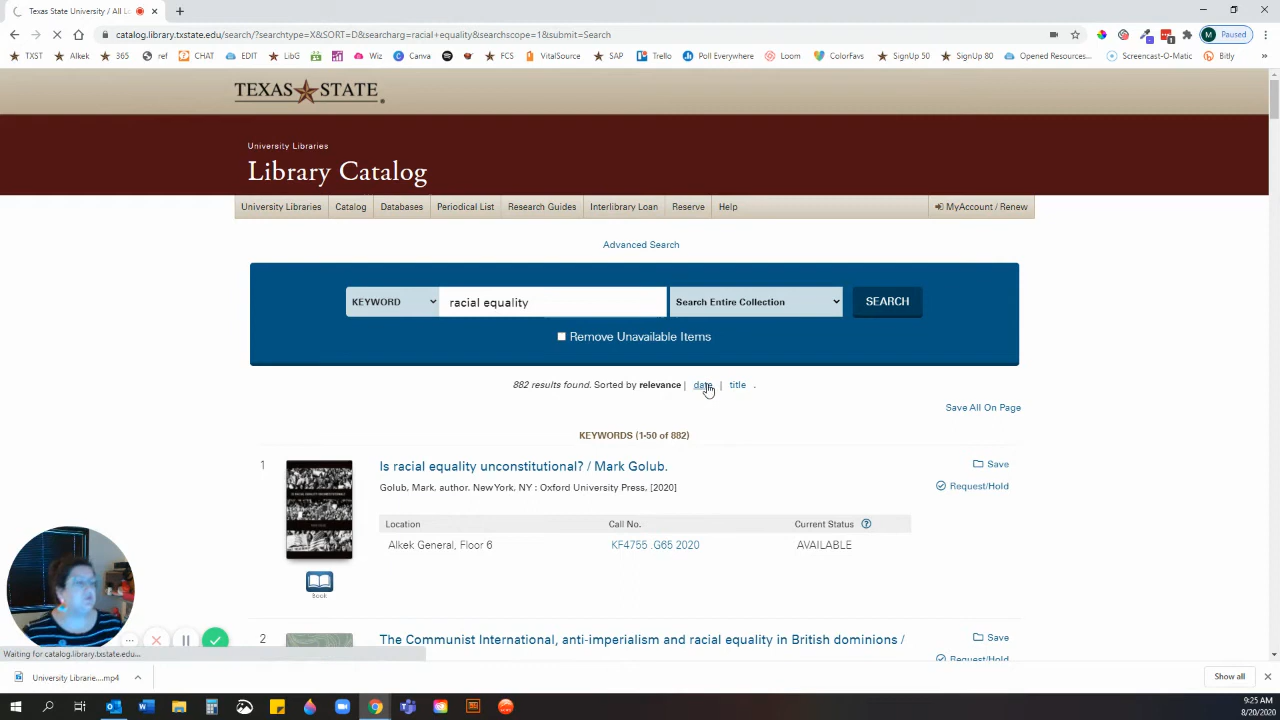 Texas State University / All Li
catalog.library.txstate.edu/search/?searchtype=X&SORT=D&searcharg=racial+equality&searchscope=1&submit=Search
M Paused
TXST Alkek 365 ref CHAT EDIT LibG Wiz Canva FCS VitalSource SAP Trello Poll Everywhere Loom ColorFavs SignUp 50 SignUp 80 Opened Resources... Screencast-O-Matic Bitly »
TEXAS STATE
University Libraries
Library Catalog
University Libraries Catalog Databases Periodical List Research Guides Interlibrary Loan Reserve Help MyAccount / Renew
Advanced Search
KEYWORD racial equality Search Entire Collection SEARCH
Remove Unavailable Items
882 results found. Sorted by relevance | date | title .
Save All On Page
KEYWORDS (1-50 of 882)
1 Is racial equality unconstitutional? / Mark Golub. Save
Golub, Mark, author. New York, NY : Oxford University Press, [2020] Request/Hold
Location Call No. Current Status ?
Alkek General, Floor 6 KF4755 .G65 2020 AVAILABLE
Book
2 The Communist International, anti-imperialism and racial equality in British dominions / Save
Request/Hold
Waiting for catalog.library.txstate.edu...
University Librarie....mp4 Show all
9:25 AM
8/20/2020